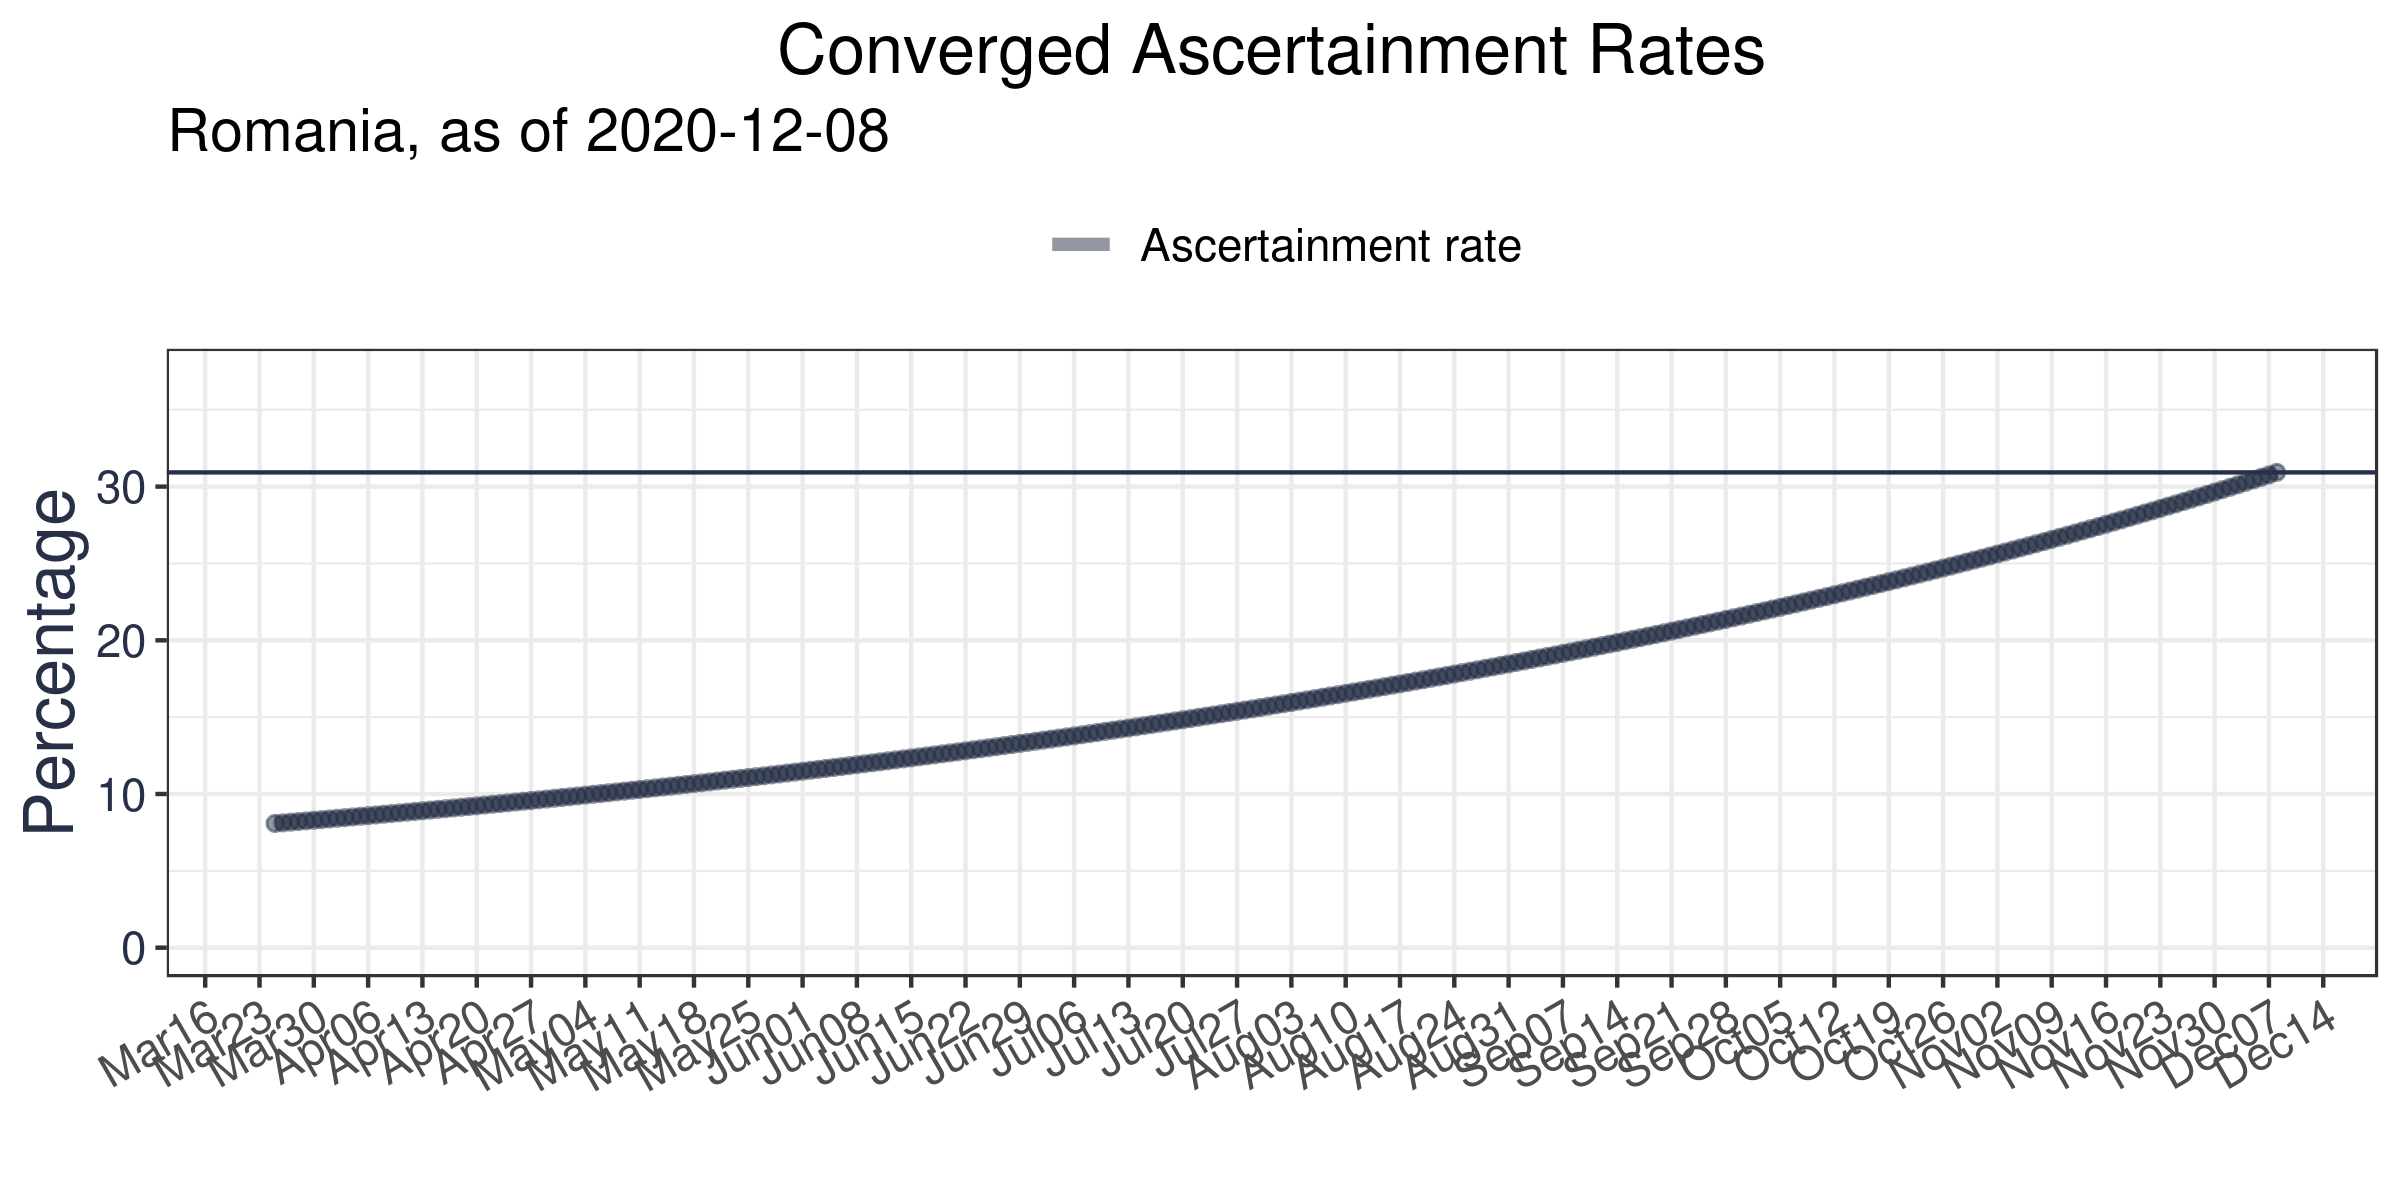 Converged Ascertainment Rates
Romania, as of 2020-12-08
Ascertainment rate
Percentage
30
20
10
0
Mar16
Mar23
Mar30
Apr06
Apr13
Apr20
Apr27
May04
May11
May18
May25
Jun01
Jun08
Jun15
Jun22
Jun29
Jul06
Jul13
Jul20
Jul27
Aug03
Aug10
Aug17
Aug24
Aug31
Sep07
Sep14
Sep21
Sep28
Oct05
Oct12
Oct19
Oct26
Nov02
Nov09
Nov16
Nov23
Nov30
Dec07
Dec14